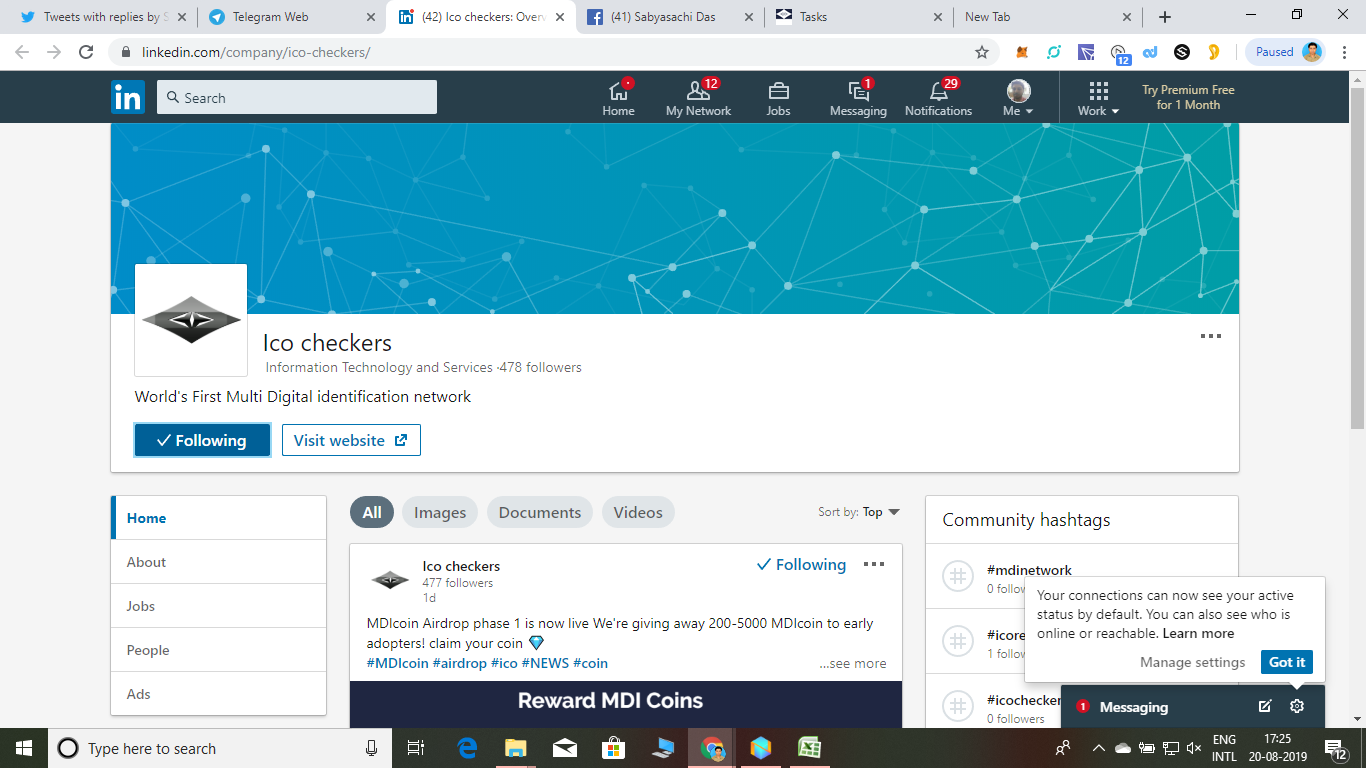 Tweets with replies by S
Telegram Web
(42) Ico checkers: Over
(41) Sabyasachi Das
Tasks
New Tab
linkedin.com/company/ico-checkers/
12
Paused
in
Search
Home
12
My Network
Jobs
1
Messaging
29
Notifications
Me
Work
Try Premium Free
for 1 Month
Ico checkers
Information Technology and Services ·478 followers
World's First Multi Digital identification network
Following
Visit website
Home
About
Jobs
People
Ads
All
Images
Documents
Videos
Sort by: Top
Ico checkers
477 followers
1d
Following
MDIcoin Airdrop phase 1 is now live We're giving away 200-5000 MDIcoin to early
adopters! claim your coin
#MDIcoin #airdrop #ico #NEWS #coin
...see more
Reward MDI Coins
Community hashtags
#mdinetwork
0 follow
#icore
1 follow
#icochecker
0 followers
Your connections can now see your active
status by default. You can also see who is
online or reachable. Learn more
Manage settings
Got it
1
Messaging
Type here to search
ENG
INTL
17:25
20-08-2019
12